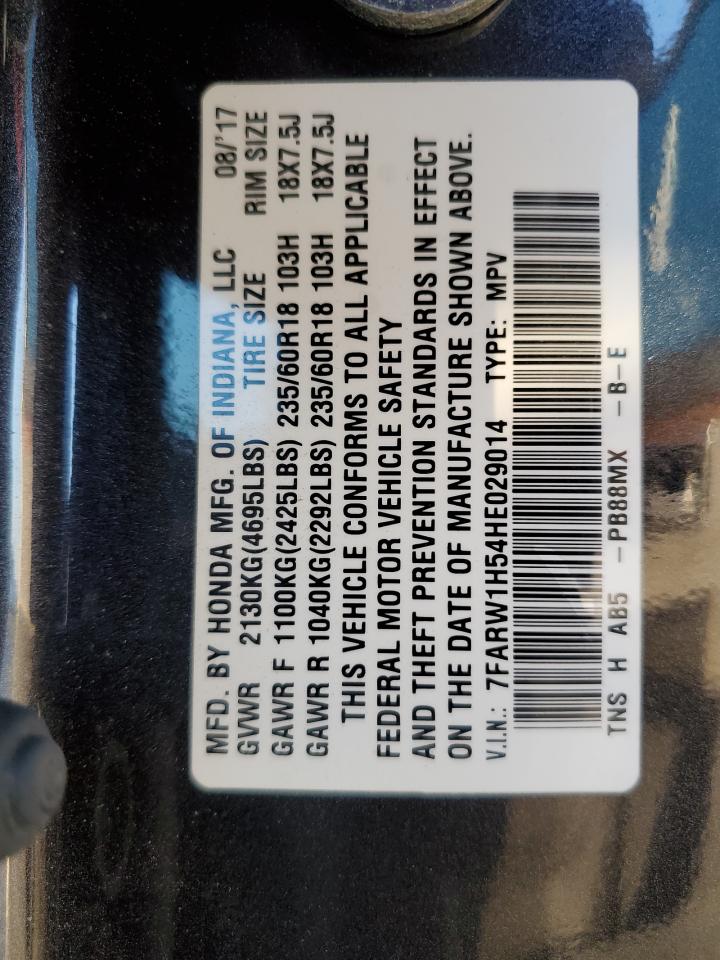 MFD. BY HONDA MFG. OF INDIANA, LLC 08/'17
GVWR 2130KG(4695LBS) TIRE SIZE RIM SIZE
GAWR F 1100KG(2425LBS) 235/60R18 103H 18X7.5J
GAWR R 1040KG(2292LBS) 235/60R18 103H 18X7.5J
THIS VEHICLE CONFORMS TO ALL APPLICABLE
FEDERAL MOTOR VEHICLE SAFETY
AND THEFT PREVENTION STANDARDS IN EFFECT
ON THE DATE OF MANUFACTURE SHOWN ABOVE.
V.I.N.: 7FARW1H54HE029014 TYPE: MPV
TNS H AB5 -PB88MX -B-E